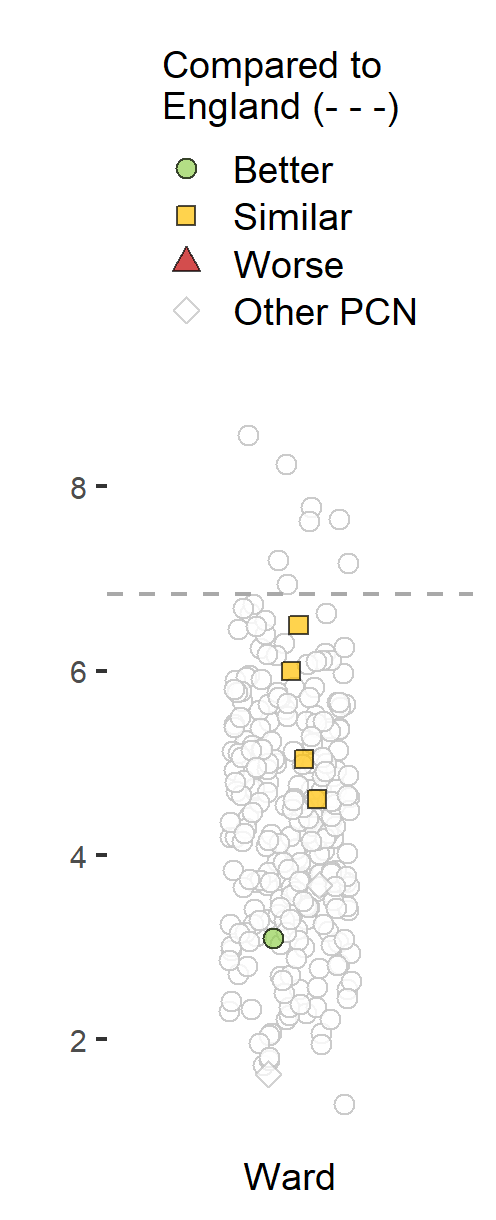 Compared to
England (- - -)
Better
Similar
Worse
Other PCN
8
6
4
2
Ward